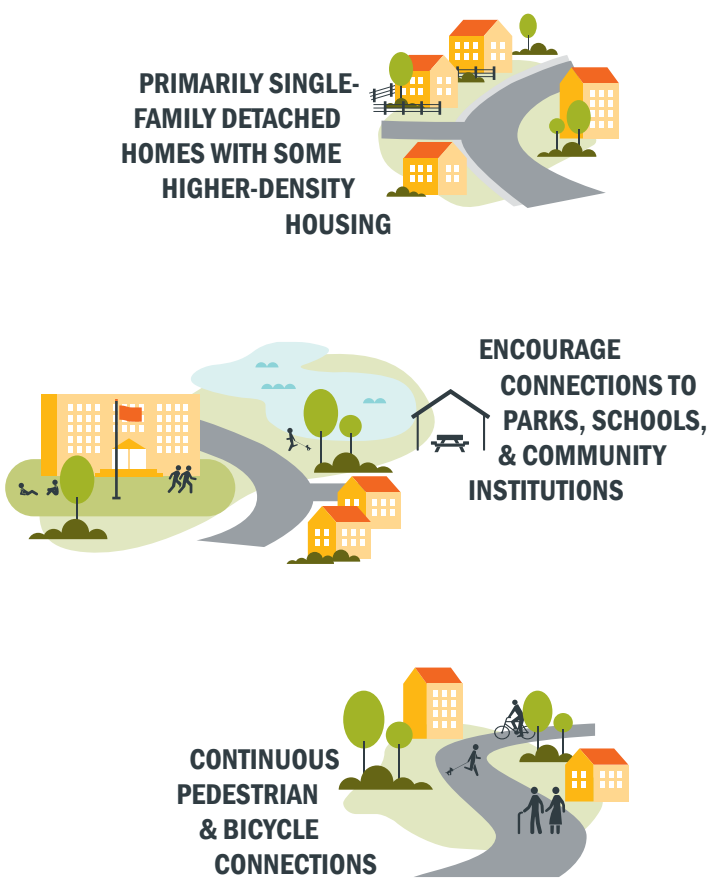 PRIMARILY SINGLE-
FAMILY DETACHED
HOMES WITH SOME
HIGHER-DENSITY
HOUSING
ENCOURAGE
CONNECTIONS TO
PARKS, SCHOOLS,
& COMMUNITY
INSTITUTIONS
CONTINUOUS
PEDESTRIAN
& BICYCLE
CONNECTIONS